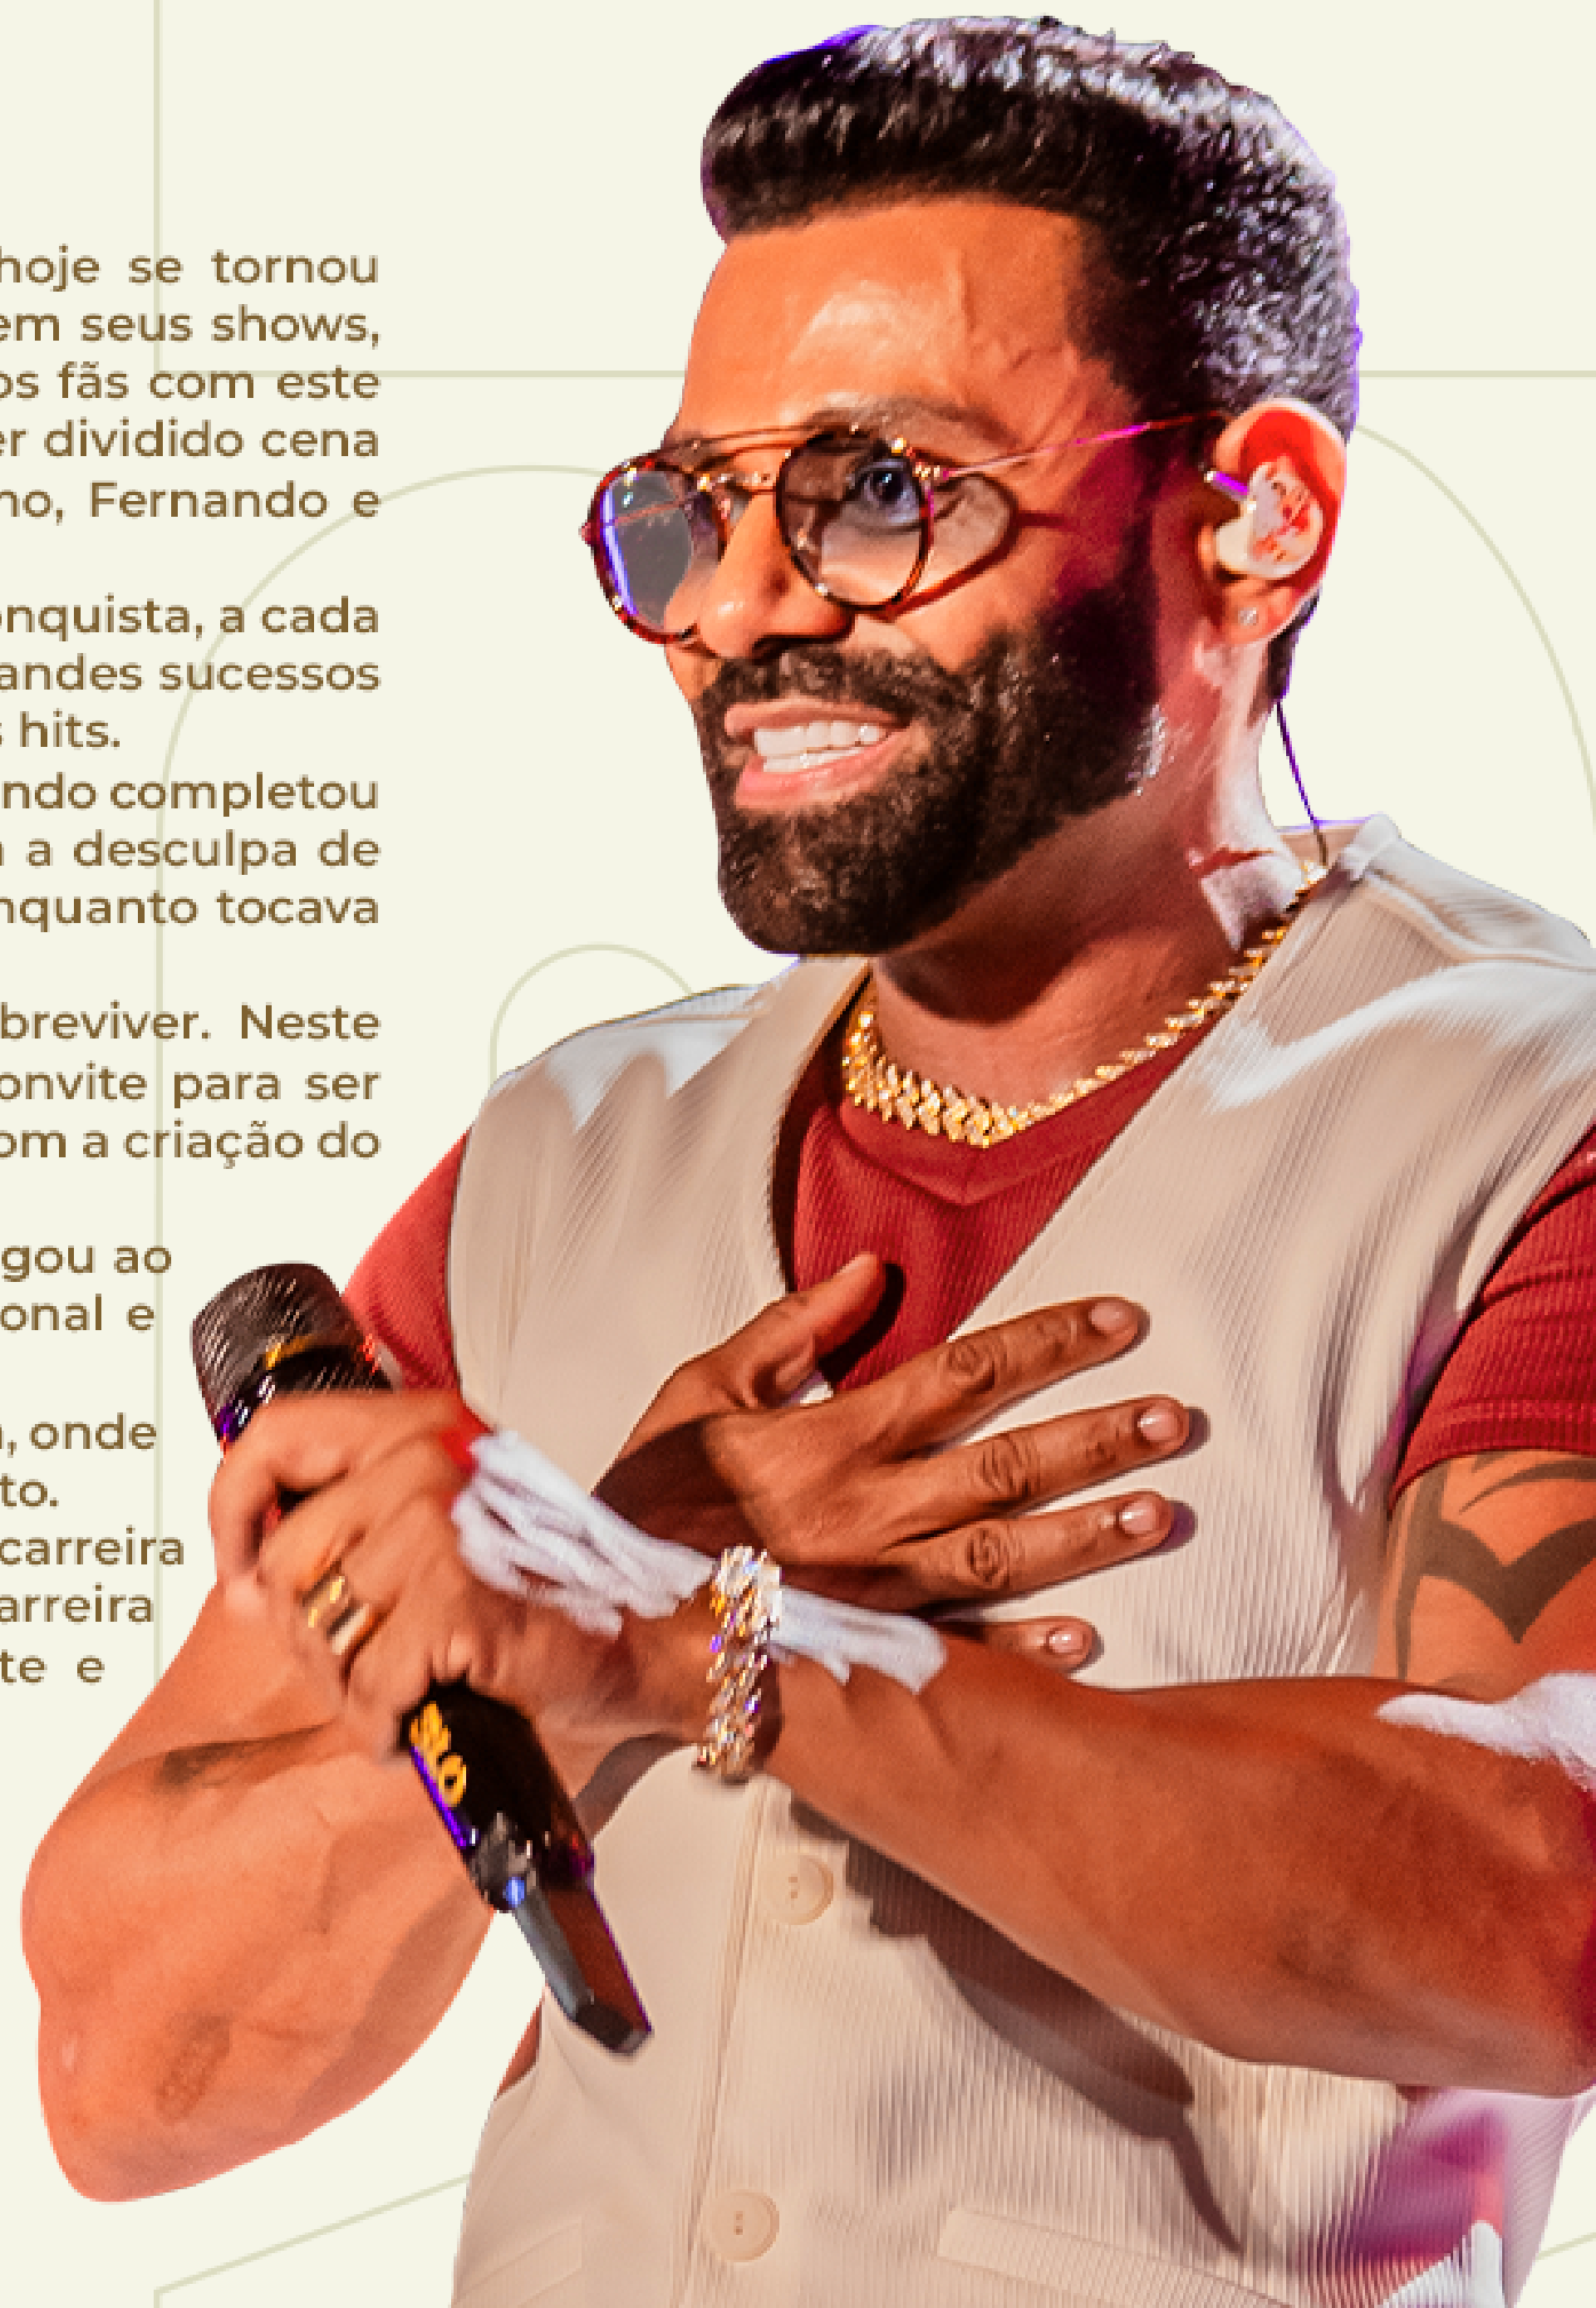 hoje se tornou
em seus shows,
os fãs com este
er dividido cena
no, Fernando e
onquista, a cada
andes sucessos
s hits.
ndo completou
a desculpa de
nquanto tocava
breviver. Neste
onvite para ser
om a criação do
gou ao
onal e
, onde
to.
carreira
arreira
te e